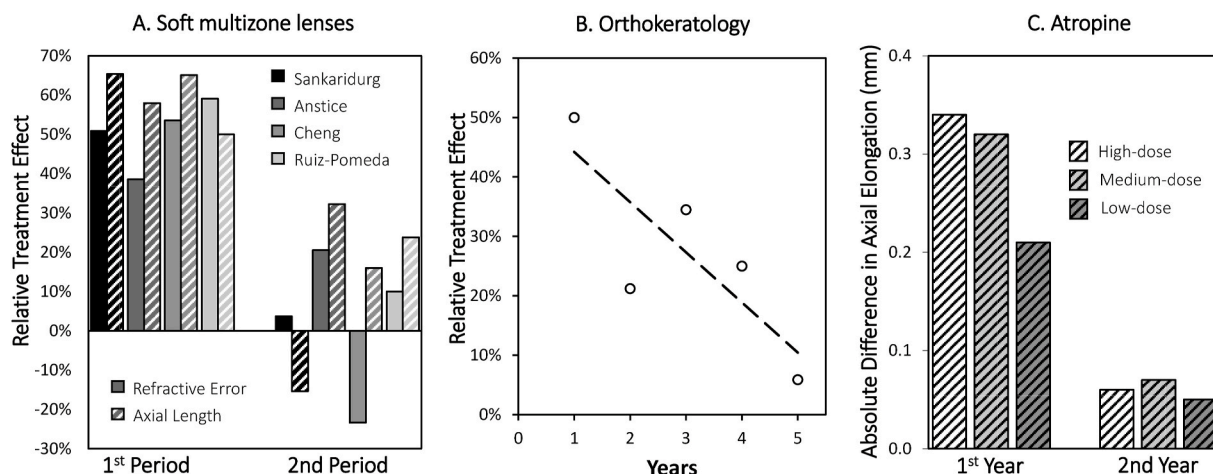 A. Soft multizone lenses
Relative Treatment Effect
70%
60%
50%
40%
30%
20%
10%
0%
-10%
-20%
-30%
Sankaridurg
Anstice
Cheng
Ruiz-Pomeda
Refractive Error
Axial Length
1st Period
2nd Period
B. Orthokeratology
Relative Treatment Effect
60%
50%
40%
30%
20%
10%
0%
0 1 2 3 4 5
Years
C. Atropine
Absolute Difference in Axial Elongation (mm)
0.4
0.3
0.2
0.1
0.0
High-dose
Medium-dose
Low-dose
1st Year
2nd Year